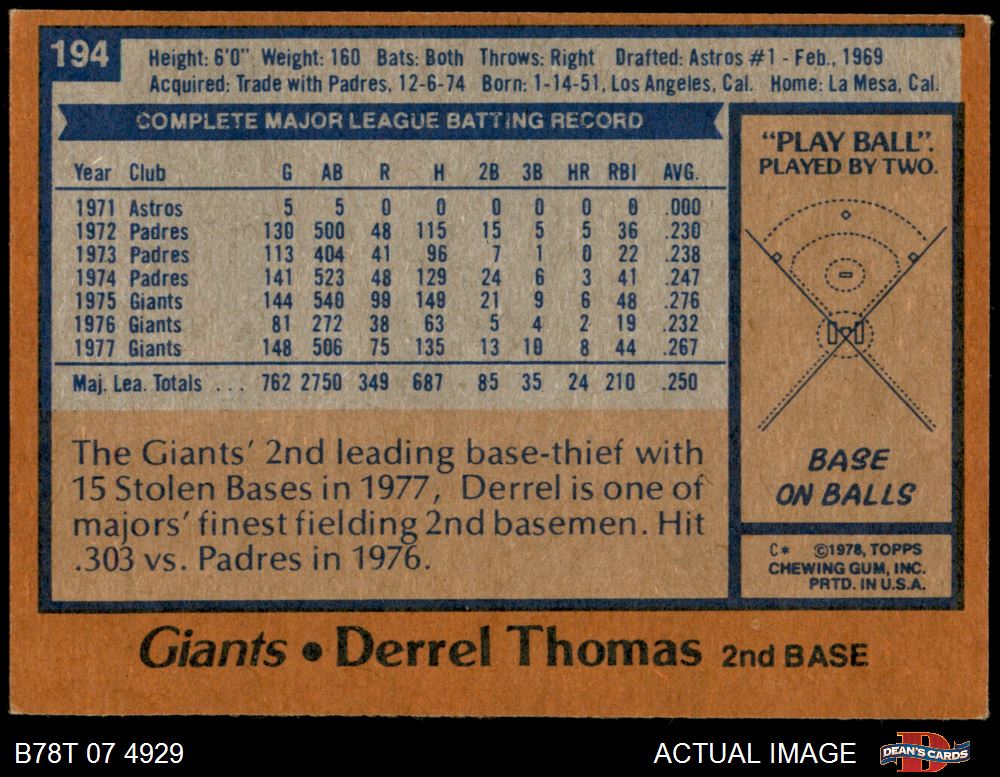 194
Height: 6'0" Weight: 160 Bats: Both Throws: Right Drafted: Astros #1 - Feb., 1969
Acquired: Trade with Padres, 12-6-74 Born: 1-14-51, Los Angeles, Cal. Home: La Mesa, Cal.
COMPLETE MAJOR LEAGUE BATTING RECORD
Year Club G AB R H 2B 3B HR RBI AVG.
1971 Astros 5 5 0 0 0 0 0 0 .000
1972 Padres 130 500 48 115 15 5 5 36 .230
1973 Padres 113 404 41 96 7 1 0 22 .238
1974 Padres 141 523 48 129 24 6 3 41 .247
1975 Giants 144 540 99 149 21 9 6 48 .276
1976 Giants 81 272 38 63 5 4 2 19 .232
1977 Giants 148 506 75 135 13 10 8 44 .267
Maj. Lea. Totals ... 762 2750 349 687 85 35 24 210 .250
The Giants' 2nd leading base-thief with
15 Stolen Bases in 1977, Derrel is one of
majors' finest fielding 2nd basemen. Hit
.303 vs. Padres in 1976.
"PLAY BALL".
PLAYED BY TWO.
BASE
ON BALLS
C* ©1978, TOPPS
CHEWING GUM, INC.
PRTD. IN U.S.A.
Giants • Derrel Thomas 2nd BASE
B78T 07 4929
ACTUAL IMAGE
DEAN'S CARDS